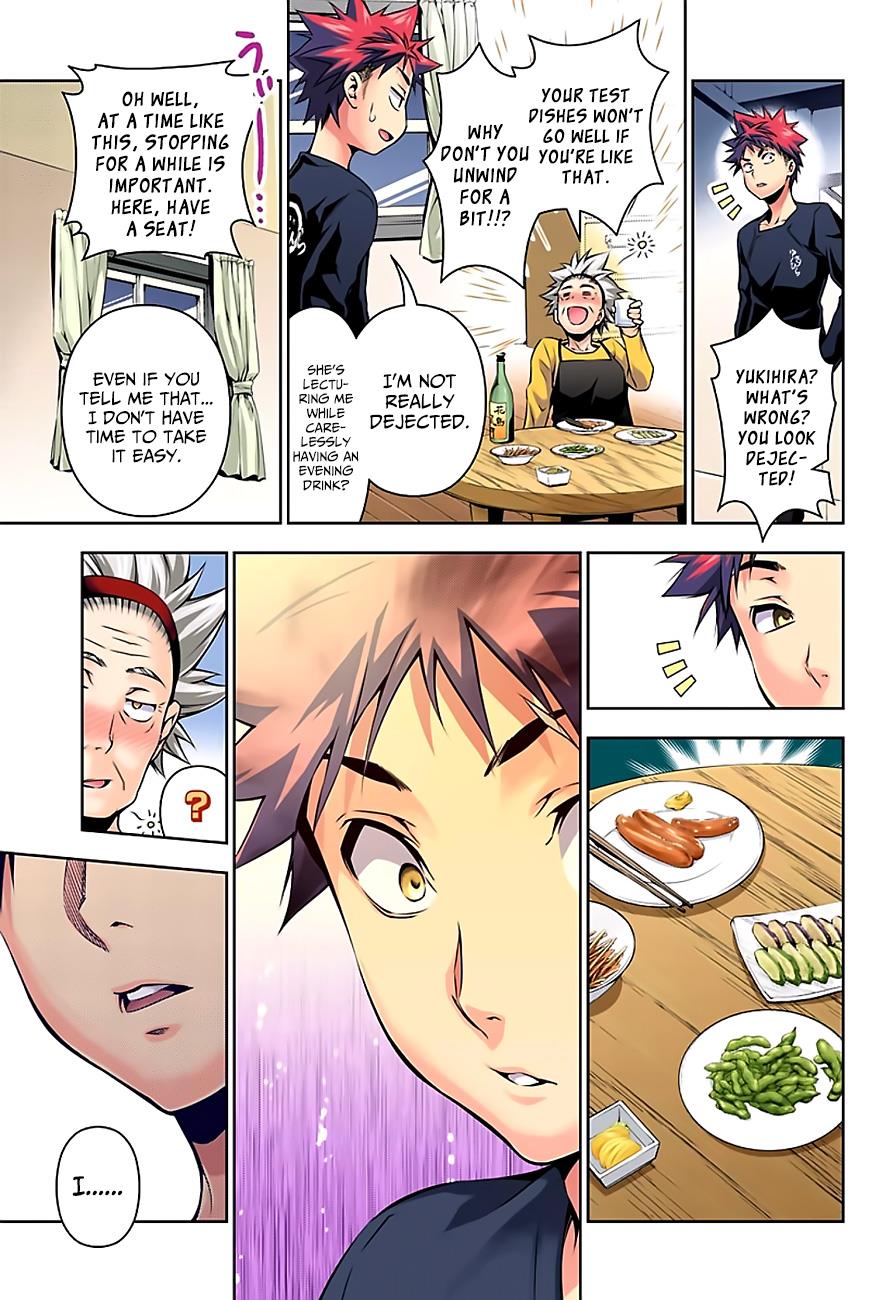 YUKIHIRA?
WHAT'S
WRONG?
YOU LOOK
DEJEC-
TED!
YOUR TEST
DISHES WON'T
GO WELL IF
YOU'RE LIKE
THAT.
WHY
DON'T YOU
UNWIND
FOR A
BIT!!?
I'M NOT
REALLY
DEJECTED.
SHE'S
LECTU-
RING ME
WHILE
CARE-
LESSLY
HAVING AN
EVENING
DRINK?
う゛ーー…
OH WELL,
AT A TIME LIKE
THIS, STOPPING
FOR A WHILE IS
IMPORTANT.
HERE, HAVE
A SEAT!
EVEN IF YOU
TELL ME THAT...
I DON'T HAVE
TIME TO TAKE
IT EASY.
?
I......